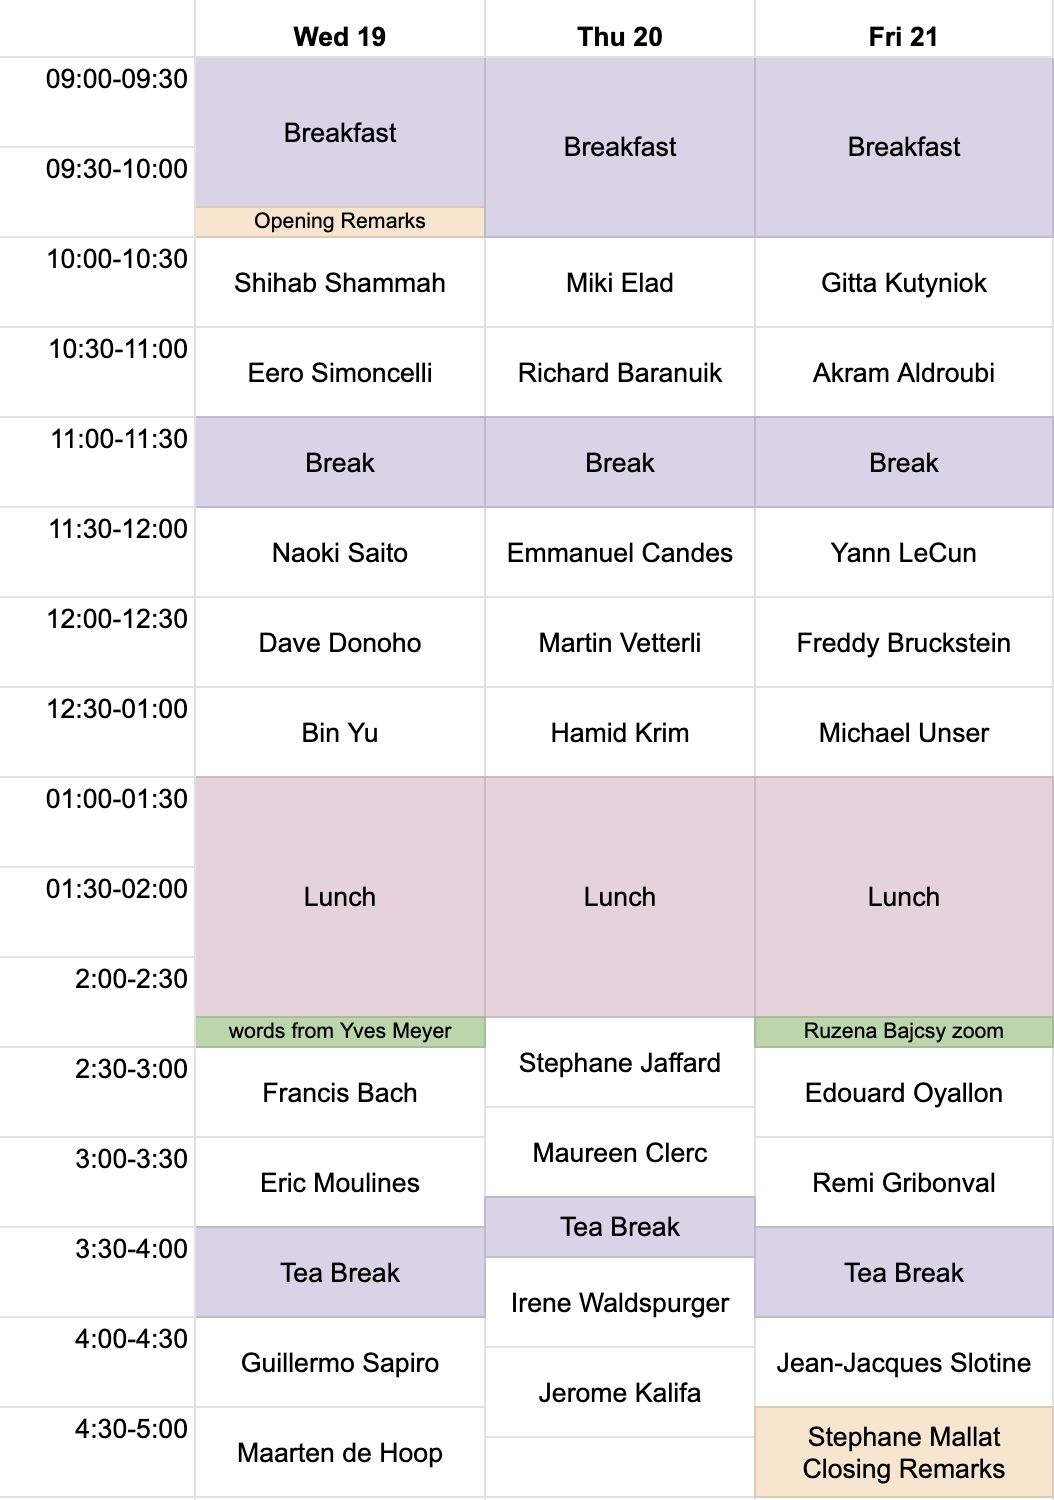 Wed 19 Thu 20 Fri 21
09:00-09:30
Breakfast Breakfast Breakfast
09:30-10:00
Opening Remarks
10:00-10:30
Shihab Shammah Miki Elad Gitta Kutyniok
10:30-11:00
Eero Simoncelli Richard Baranuik Akram Aldroubi
11:00-11:30
Break Break Break
11:30-12:00
Naoki Saito Emmanuel Candes Yann LeCun
12:00-12:30
Dave Donoho Martin Vetterli Freddy Bruckstein
12:30-01:00
Bin Yu Hamid Krim Michael Unser
01:00-01:30
01:30-02:00
Lunch Lunch Lunch
2:00-2:30
words from Yves Meyer Ruzena Bajcsy zoom
Stephane Jaffard
2:30-3:00
Francis Bach Edouard Oyallon
Maureen Clerc
3:00-3:30
Eric Moulines Remi Gribonval
Tea Break
3:30-4:00
Tea Break Tea Break
Irene Waldspurger
4:00-4:30
Guillermo Sapiro Jean-Jacques Slotine
Jerome Kalifa
4:30-5:00
Stephane Mallat
Maarten de Hoop
Closing Remarks